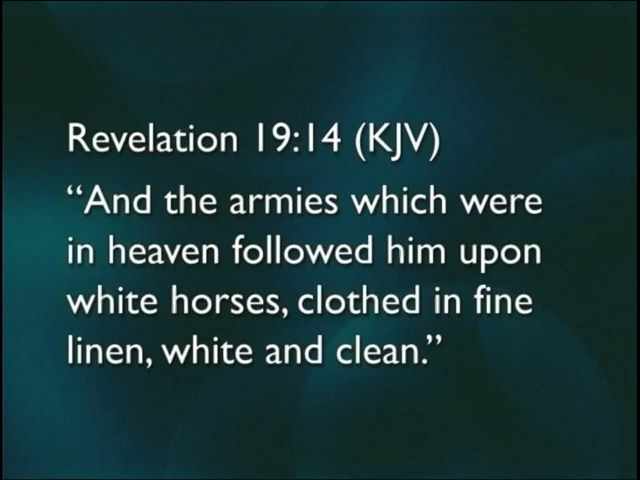 Revelation 19:14 (KJV)
“And the armies which were
in heaven followed him upon
white horses, clothed in fine
linen, white and clean.”